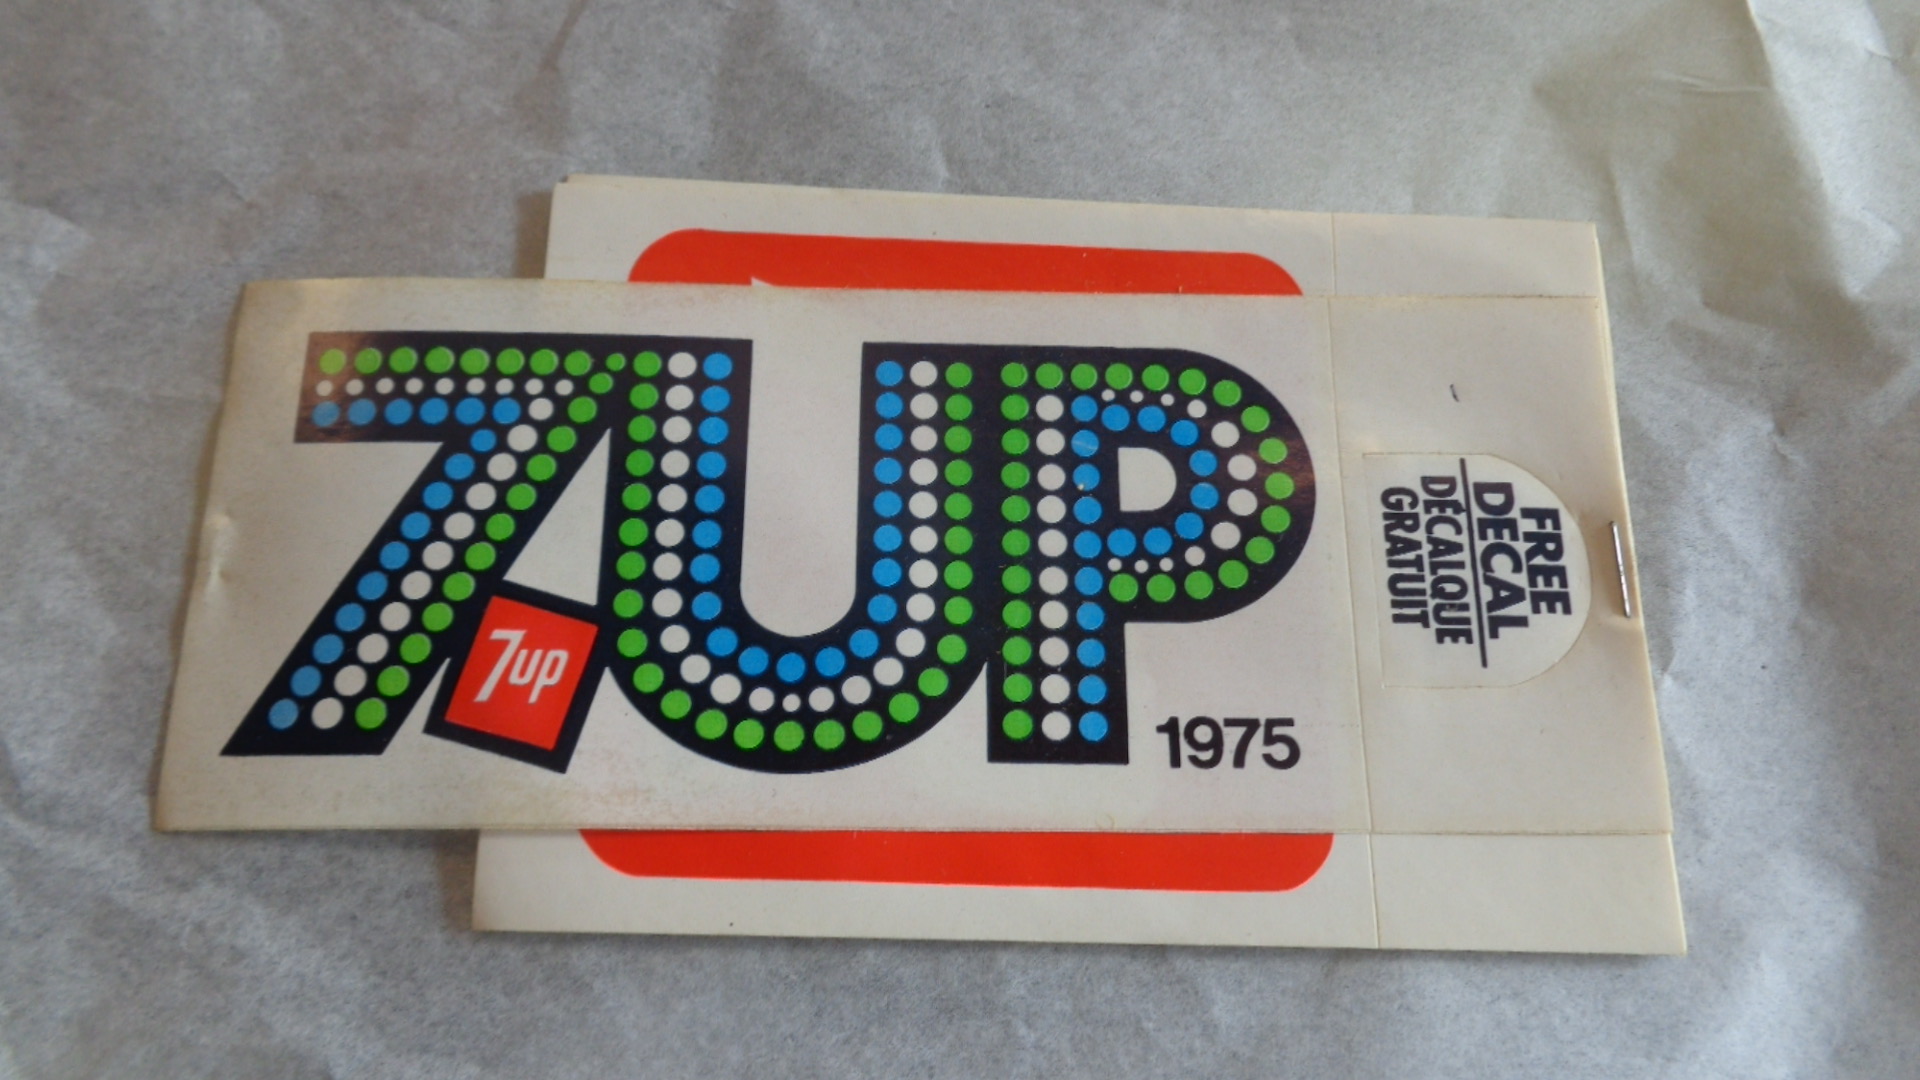 7UP
7up
1975
FREE
DECAL
DÉCALQUE
GRATUIT